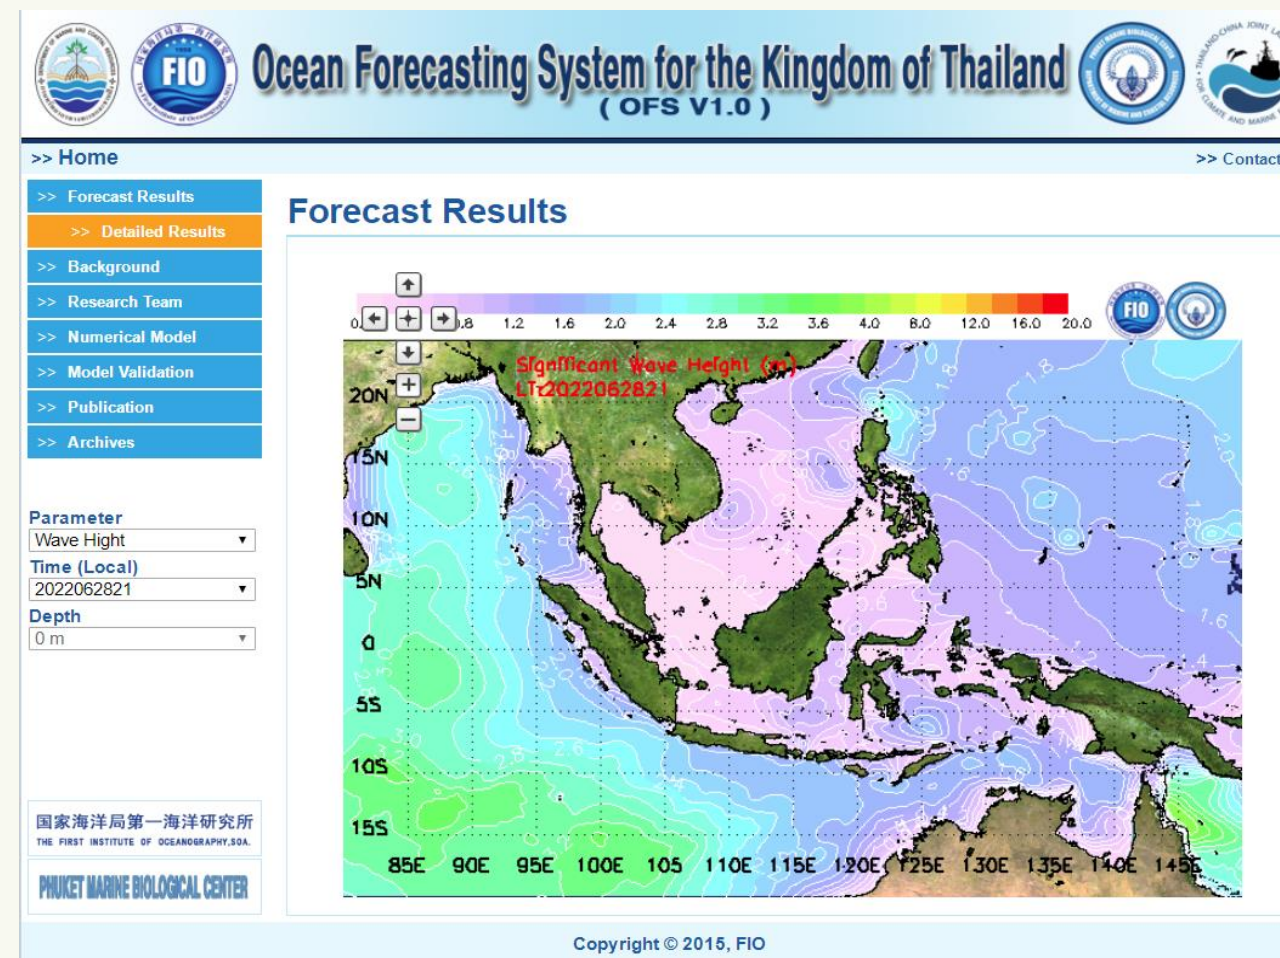 Ocean Forecasting System for the Kingdom of Thailand
( OFS V1.0 )
FIO
>> Home
>> Contact
>> Forecast Results
>> Detailed Results
>> Background
>> Research Team
>> Numerical Model
>> Model Validation
>> Publication
>> Archives
Parameter
Wave Hight
Time (Local)
2022062821
Depth
0 m
国家海洋局第一海洋研究所
THE FIRST INSTITUTE OF OCEANOGRAPHY,SOA.
PHUKET MARINE BIOLOGICAL CENTER
Forecast Results
1.2 1.6 2.0 2.4 2.8 3.2 3.6 4.0 8.0 12.0 16.0 20.0
FIO
Significant Wave Height (m)
LT:2022062821
20N
15N
10N
5N
0
5S
10S
15S
85E 90E 95E 100E 105 110E 115E 120E 125E 130E 135E 140E 145E
Copyright © 2015, FIO